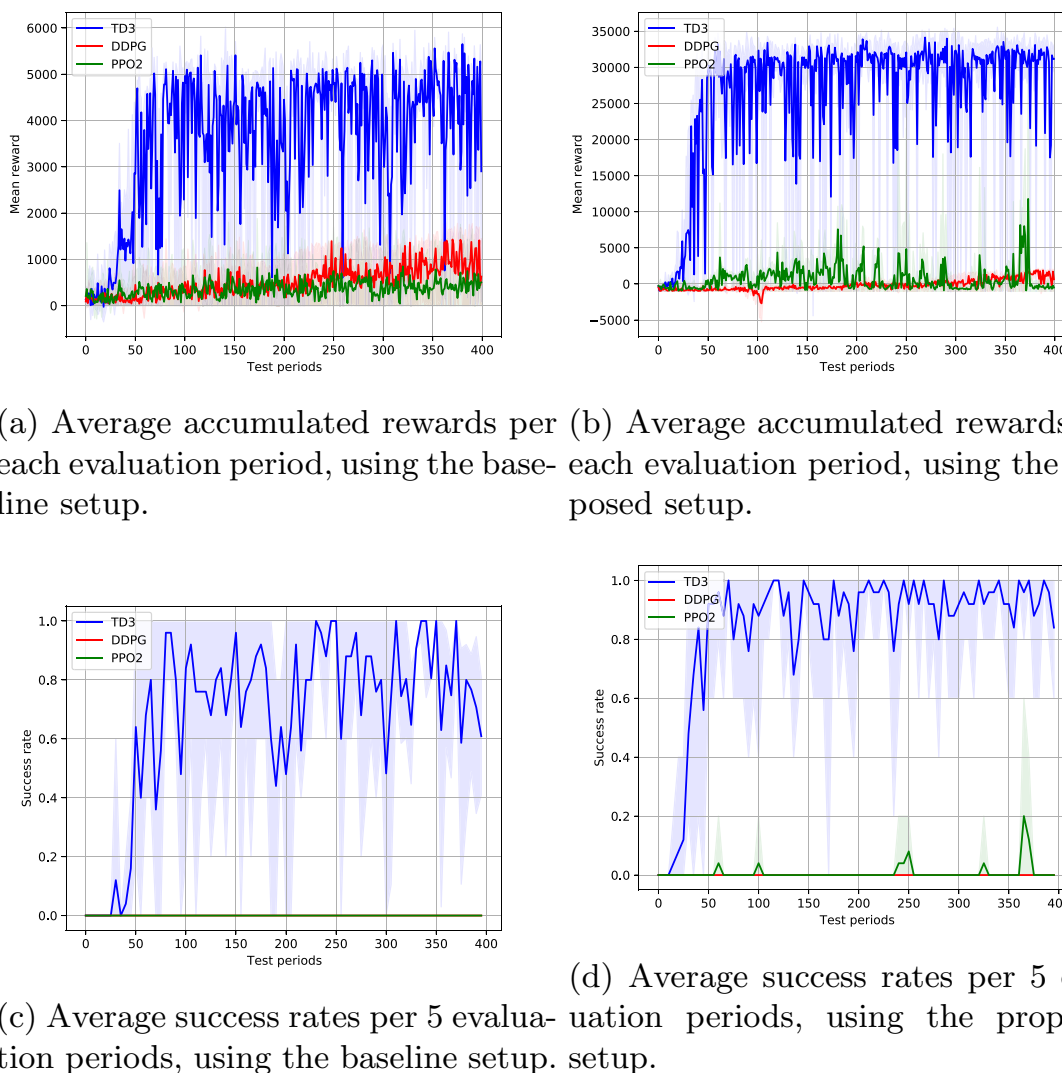 TD3
DDPG
PPO2
6000
5000
4000
3000
2000
1000
0
Mean reward
0 50 100 150 200 250 300 350 400
Test periods
TD3
DDPG
PPO2
35000
30000
25000
20000
15000
10000
5000
0
−5000
Mean reward
0 50 100 150 200 250 300 350 400
Test periods
(a) Average accumulated rewards per
each evaluation period, using the base-
line setup.
(b) Average accumulated rewards
each evaluation period, using the
posed setup.
TD3
DDPG
PPO2
1.0
0.8
0.6
0.4
0.2
0.0
Success rate
0 50 100 150 200 250 300 350 400
Test periods
TD3
DDPG
PPO2
1.0
0.8
0.6
0.4
0.2
0.0
Success rate
0 50 100 150 200 250 300 350 400
Test periods
(c) Average success rates per 5 evalua-
tion periods, using the baseline setup.
(d) Average success rates per 5
uation periods, using the prop
setup.